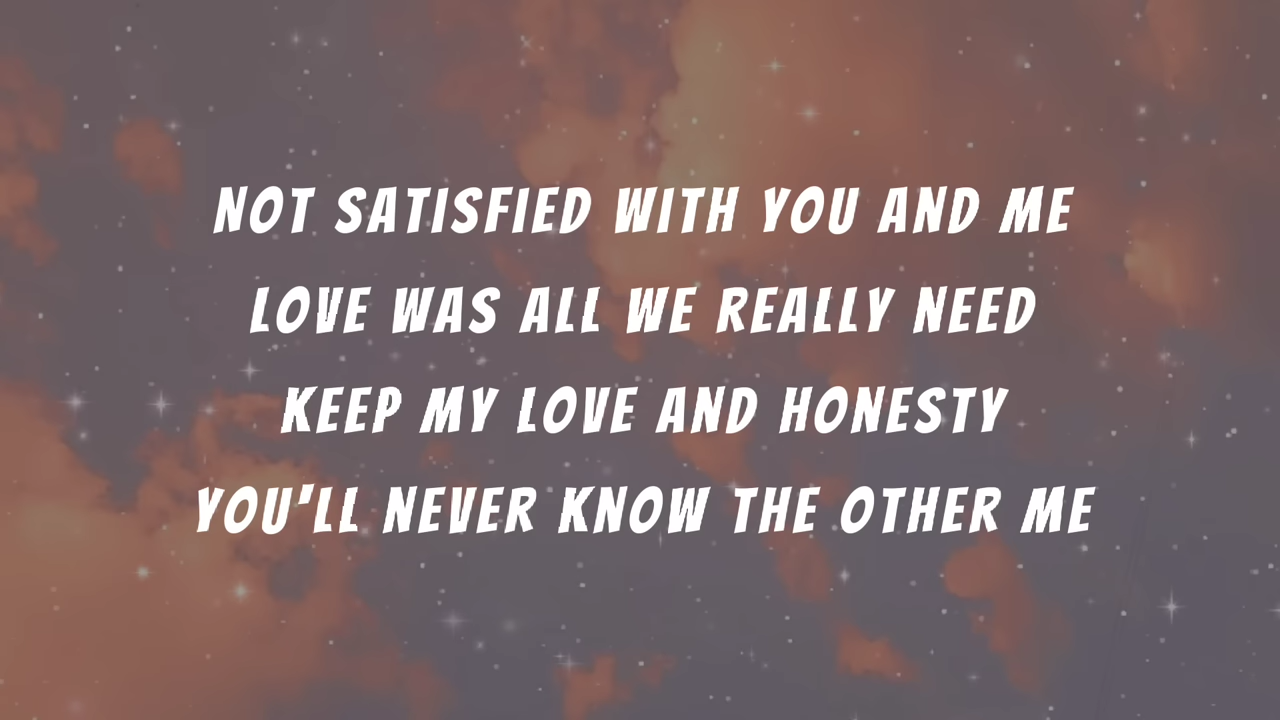 NOT SATISFIED WITH YOU AND ME
LOVE WAS ALL WE REALLY NEED
KEEP MY LOVE AND HONESTY
YOU'LL NEVER KNOW THE OTHER ME